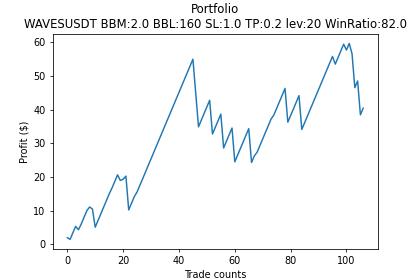 Portfolio
WAVESUSDT BBM:2.0 BBL:160 SL:1.0 TP:0.2 lev:20 WinRatio:82.0
60
50
40
30
20
10
0
Profit ($)
0 20 40 60 80 100
Trade counts